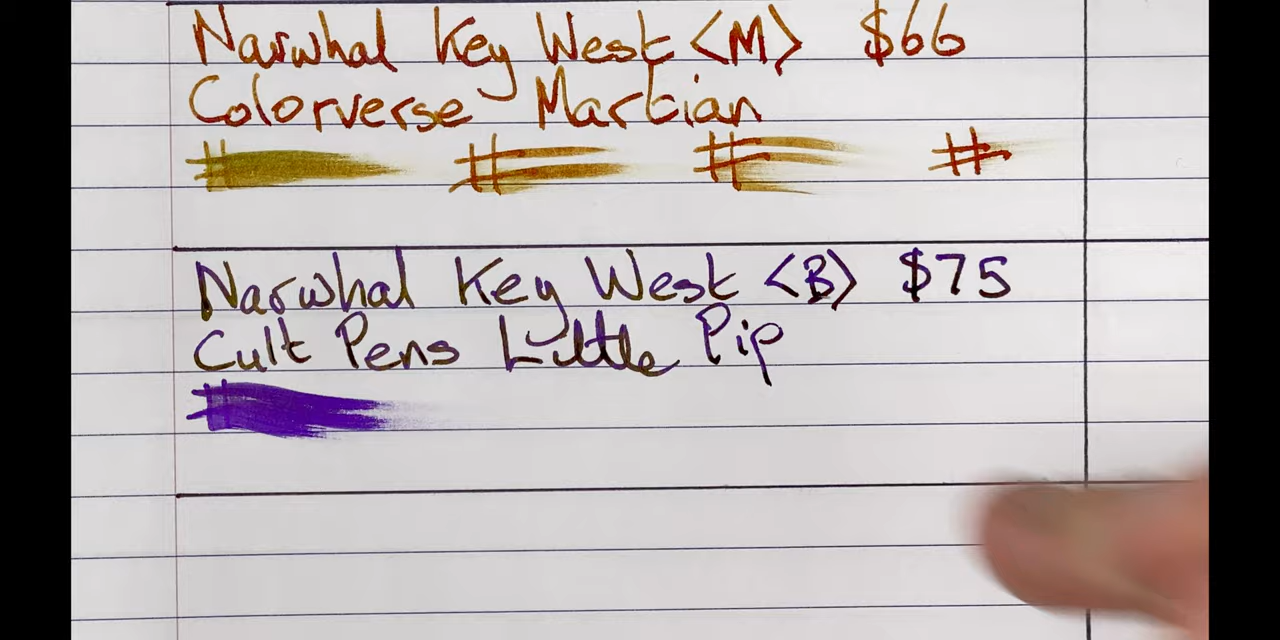 Narwhal Key West <M> $66
Colorverse Martian
# # # #
Narwhal Key West <B> $75
Cult Pens Little Pip
#